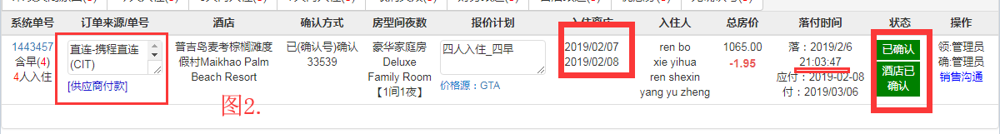 系统单号 订单来源/单号 酒店 确认方式 房型间夜数 报价计划 入住人 总房价 落付时间 状态 操作
1443457
含早(4)
4人入住
直连-携程直连
(CIT)
[供应商付款]
普吉岛麦考棕榈滩度
假村Maikhao Palm
Beach Resort
已(确认号)确认
33539
豪华家庭房
Deluxe
Family Room
【1间1夜】
四人入住_四早
价格源：GTA
2019/02/07
2019/02/08
ren bo
xie yihua
ren shexin
yang yu zheng
1065.00
-1.95
落：2019/2/6
21:03:47
应付：2019-02-08
付：2019/03/06
已确认
酒店已
确认
领:管理员
确:管理员
销售沟通
图2.